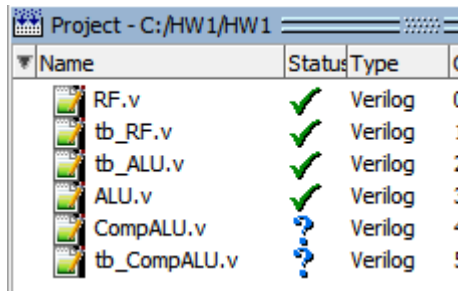 Project - C:/HW1/HW1
Name Status Type
RF.v Verilog
tb_RF.v Verilog
tb_ALU.v Verilog
ALU.v Verilog
CompALU.v ? Verilog
tb_CompALU.v ? Verilog